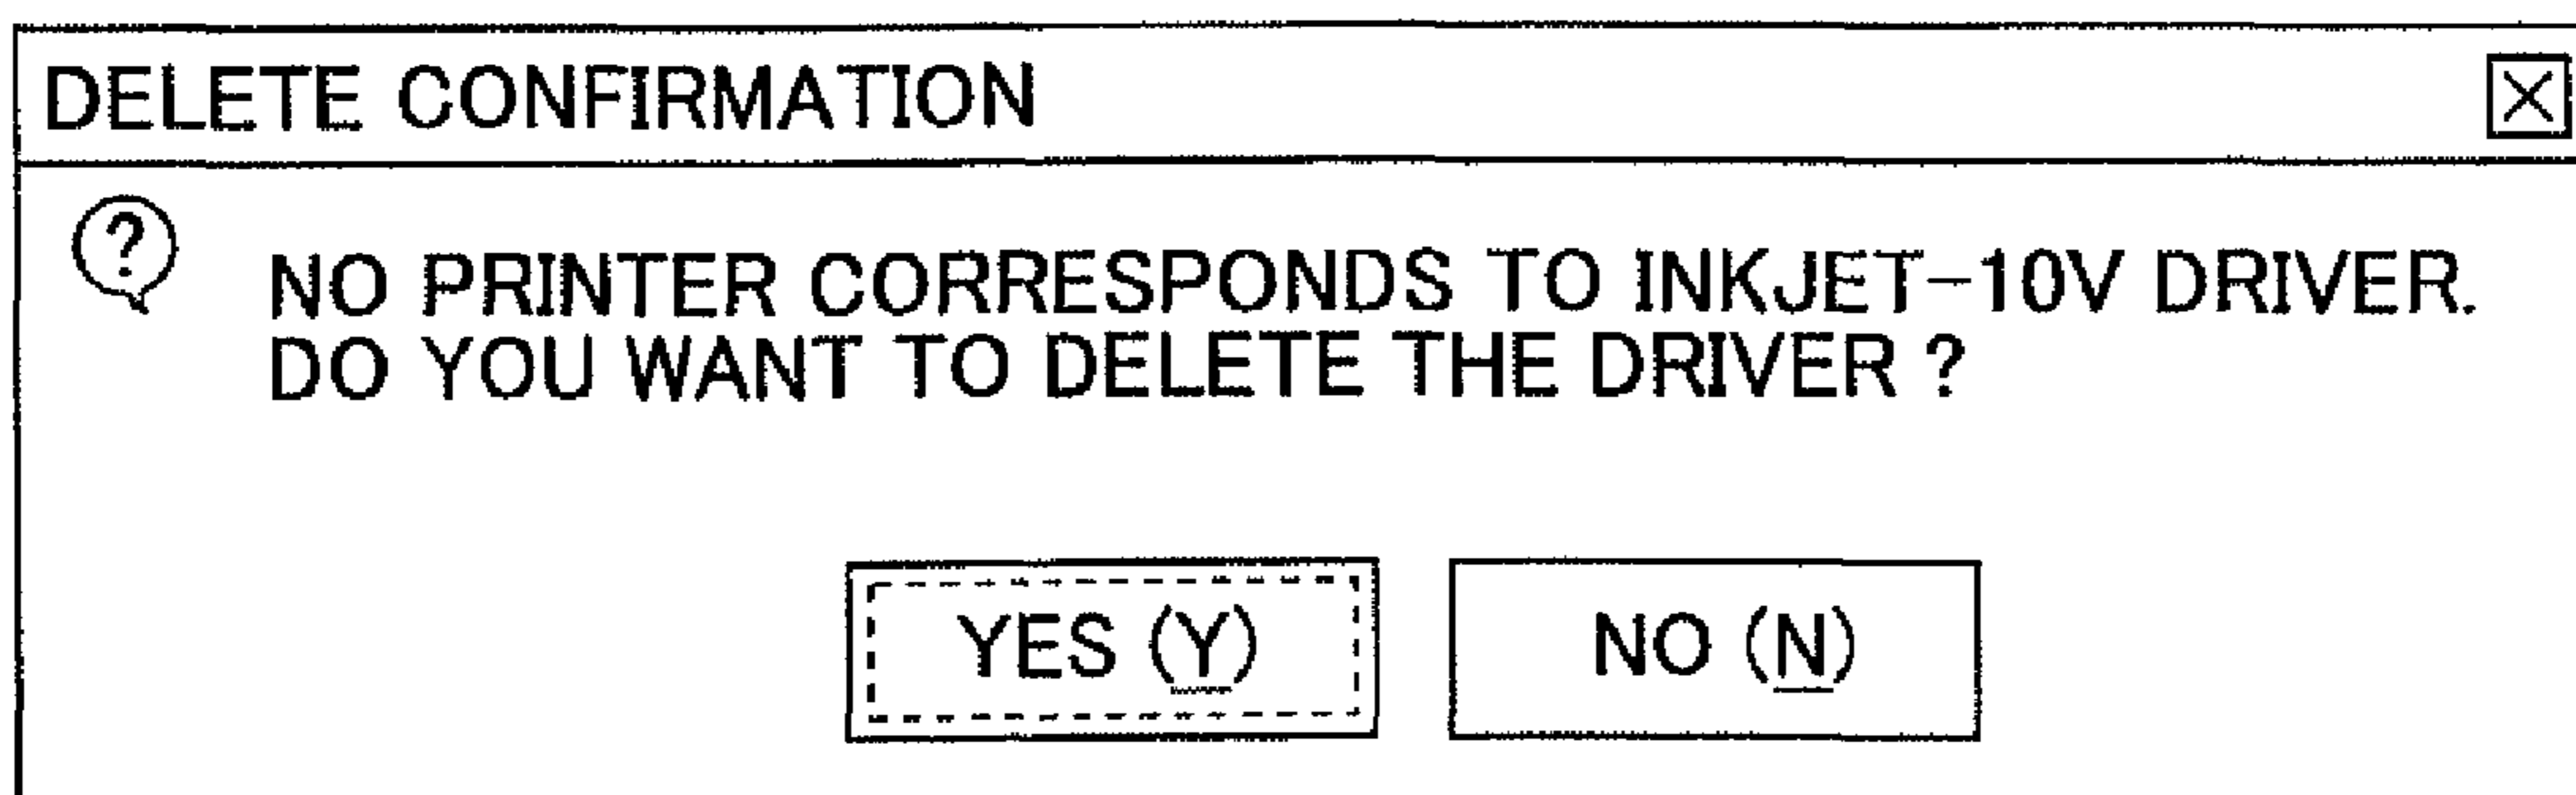 DELETE CONFIRMATION
?
NO PRINTER CORRESPONDS TO INKJET-10V DRIVER.
DO YOU WANT TO DELETE THE DRIVER ?
YES (Y) NO (N)